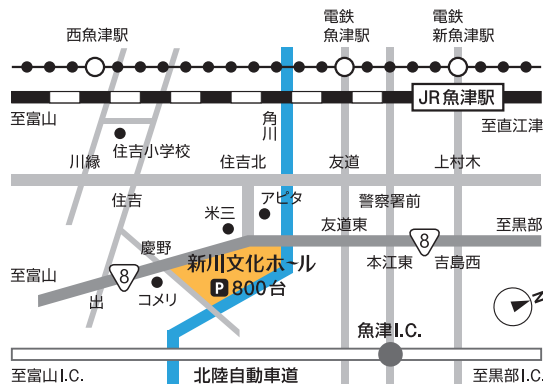 西魚津駅
電鉄
魚津駅
電鉄
新魚津駅
JR魚津駅
至富山
角川
至直江津
住吉小学校
川縁
住吉北
友道
上村木
住吉
アピタ
警察署前
米三
友道東
至黒部
慶野
8
新川文化ホール
本江東
吉島西
至富山
8
P800台
コメリ
出
N
魚津I.C.
至富山I.C.
北陸自動車道
至黒部I.C.